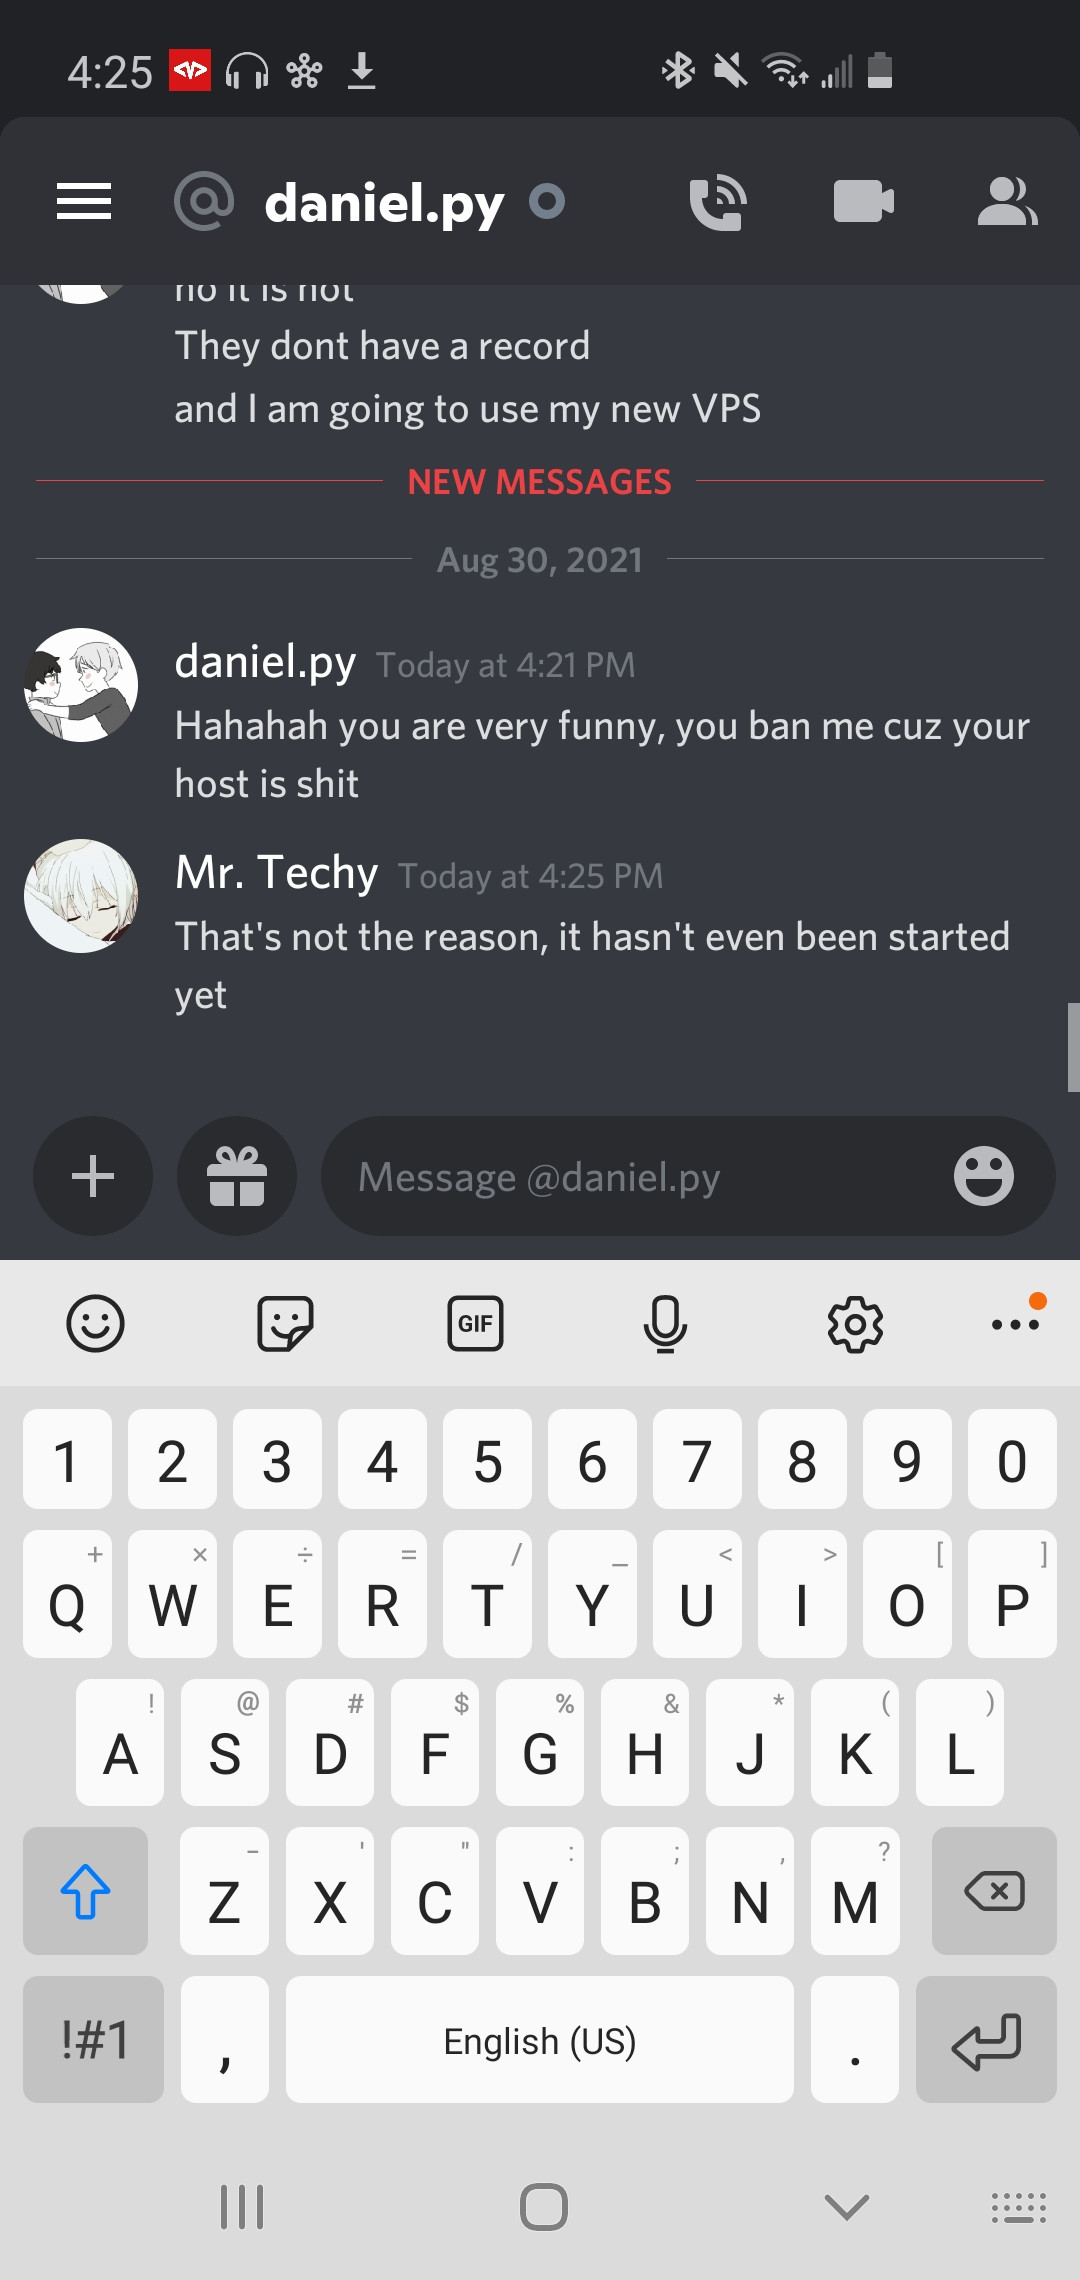 4:25
daniel.py
no it is not
They dont have a record
and I am going to use my new VPS
NEW MESSAGES
Aug 30, 2021
daniel.py Today at 4:21 PM
Hahahah you are very funny, you ban me cuz your
host is shit
Mr. Techy Today at 4:25 PM
That's not the reason, it hasn't even been started
yet
Message @daniel.py
GIF
1 2 3 4 5 6 7 8 9 0
+ × ÷ = / _ < > [ ]
Q W E R T Y U I O P
! @ # $ % & * ( )
A S D F G H J K L
- ' " : ; , ?
Z X C V B N M
!#1 , English (US) .